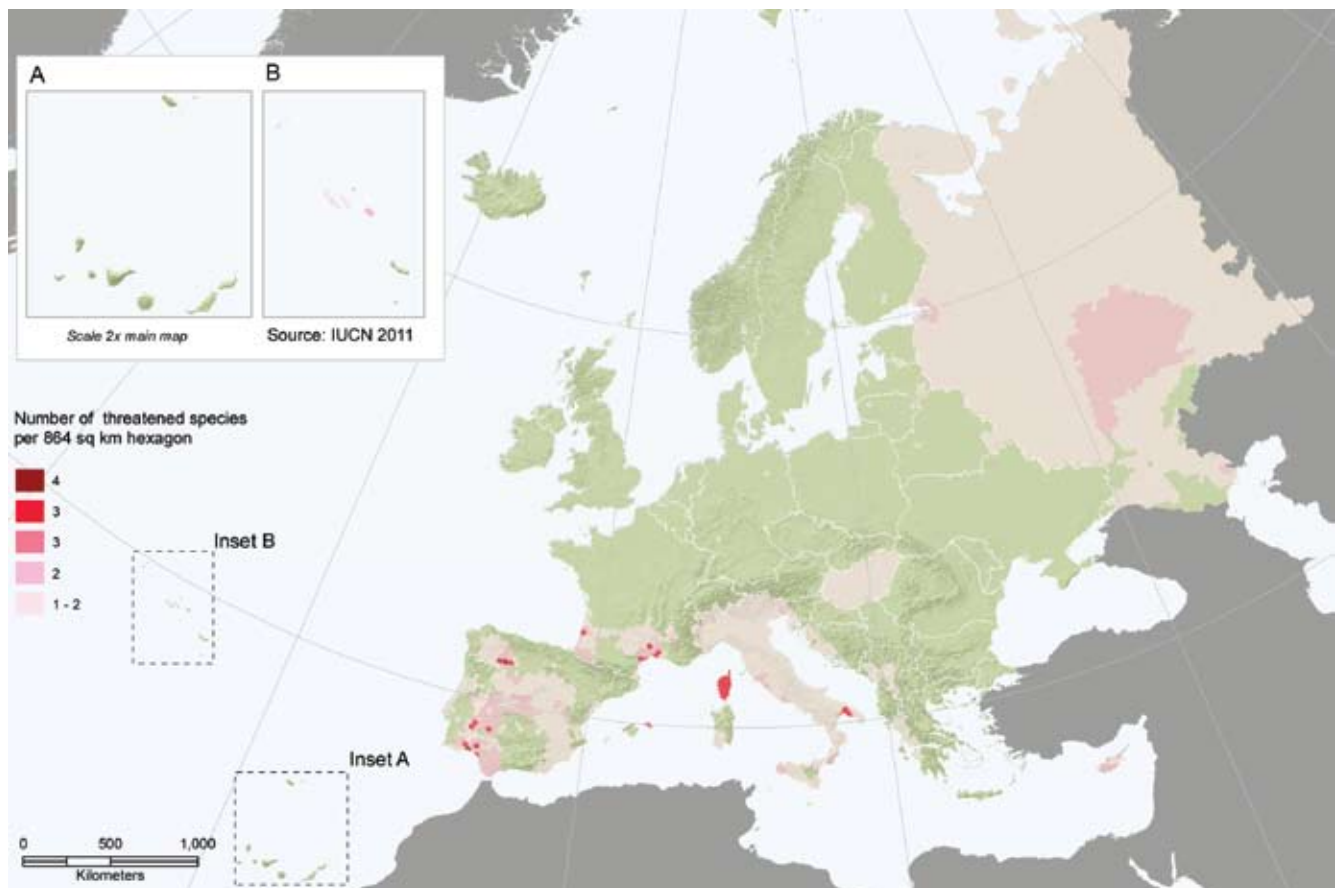 A
B
Scale 2x main map
Source: IUCN 2011
Number of threatened species
per 864 sq km hexagon
4
3
3
2
1 - 2
Inset B
Inset A
0 500 1,000
Kilometers